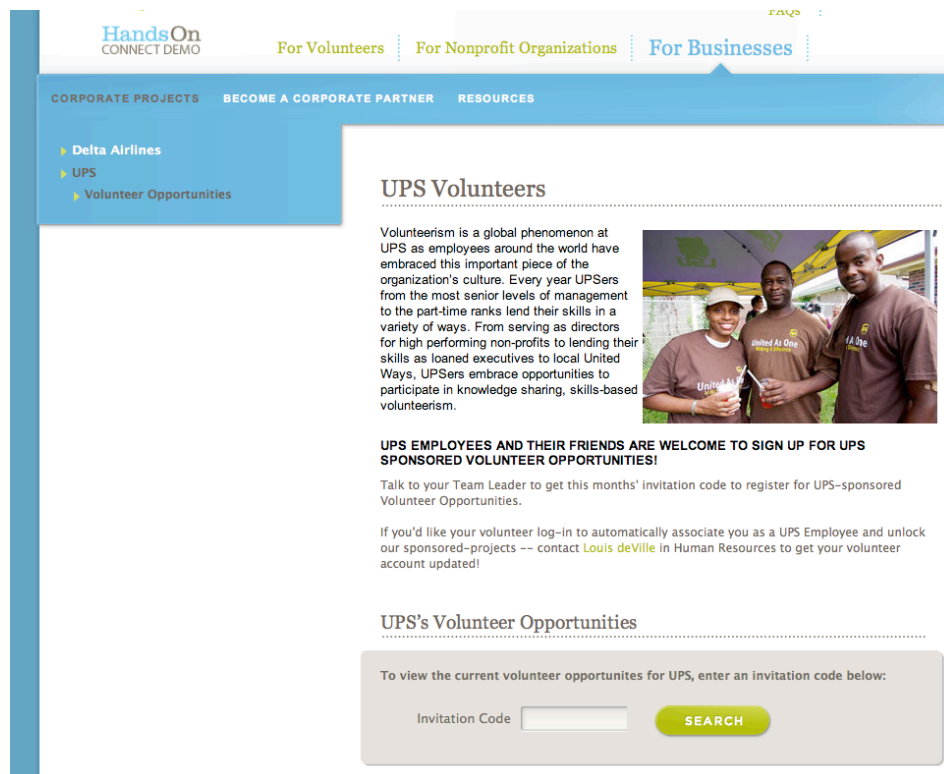 FAQs
HandsOn
CONNECT DEMO
For Volunteers
For Nonprofit Organizations
For Businesses
CORPORATE PROJECTS
BECOME A CORPORATE PARTNER
RESOURCES
Delta Airlines
UPS
Volunteer Opportunities
UPS Volunteers
Volunteerism is a global phenomenon at
UPS as employees around the world have
embraced this important piece of the
organization's culture. Every year UPSers
from the most senior levels of management
to the part-time ranks lend their skills in a
variety of ways. From serving as directors
for high performing non-profits to lending their
skills as loaned executives to local United
Ways, UPSers embrace opportunities to
participate in knowledge sharing, skills-based
volunteerism.
United As One
UPS EMPLOYEES AND THEIR FRIENDS ARE WELCOME TO SIGN UP FOR UPS
SPONSORED VOLUNTEER OPPORTUNITIES!
Talk to your Team Leader to get this months' invitation code to register for UPS-sponsored
Volunteer Opportunities.
If you'd like your volunteer log-in to automatically associate you as a UPS Employee and unlock
our sponsored-projects -- contact Louis deVille in Human Resources to get your volunteer
account updated!
UPS's Volunteer Opportunities
To view the current volunteer opportunites for UPS, enter an invitation code below:
Invitation Code
SEARCH